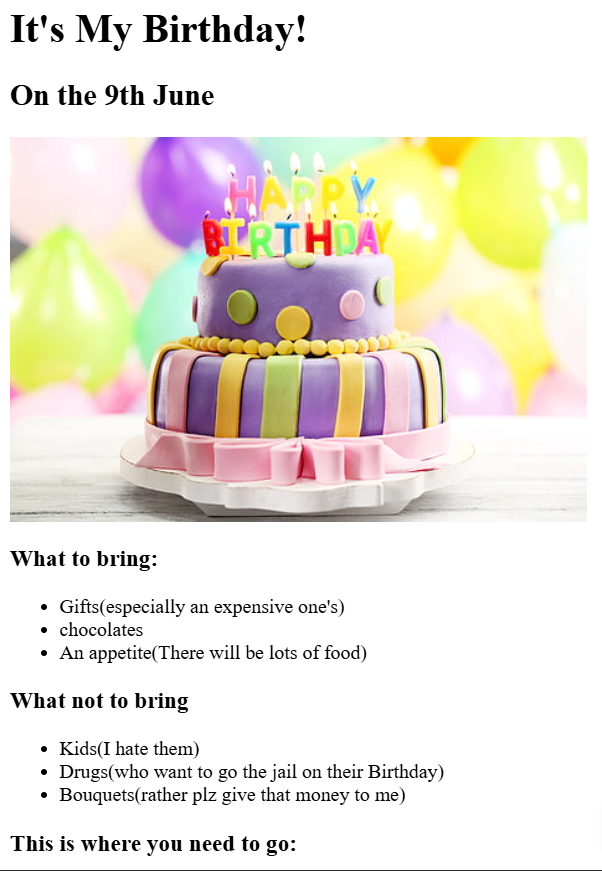 It's My Birthday!
On the 9th June
HAPPY
BIRTHDAY
What to bring:
Gifts(especially an expensive one's)
chocolates
An appetite(There will be lots of food)
What not to bring
Kids(I hate them)
Drugs(who want to go the jail on their Birthday)
Bouquets(rather plz give that money to me)
This is where you need to go: